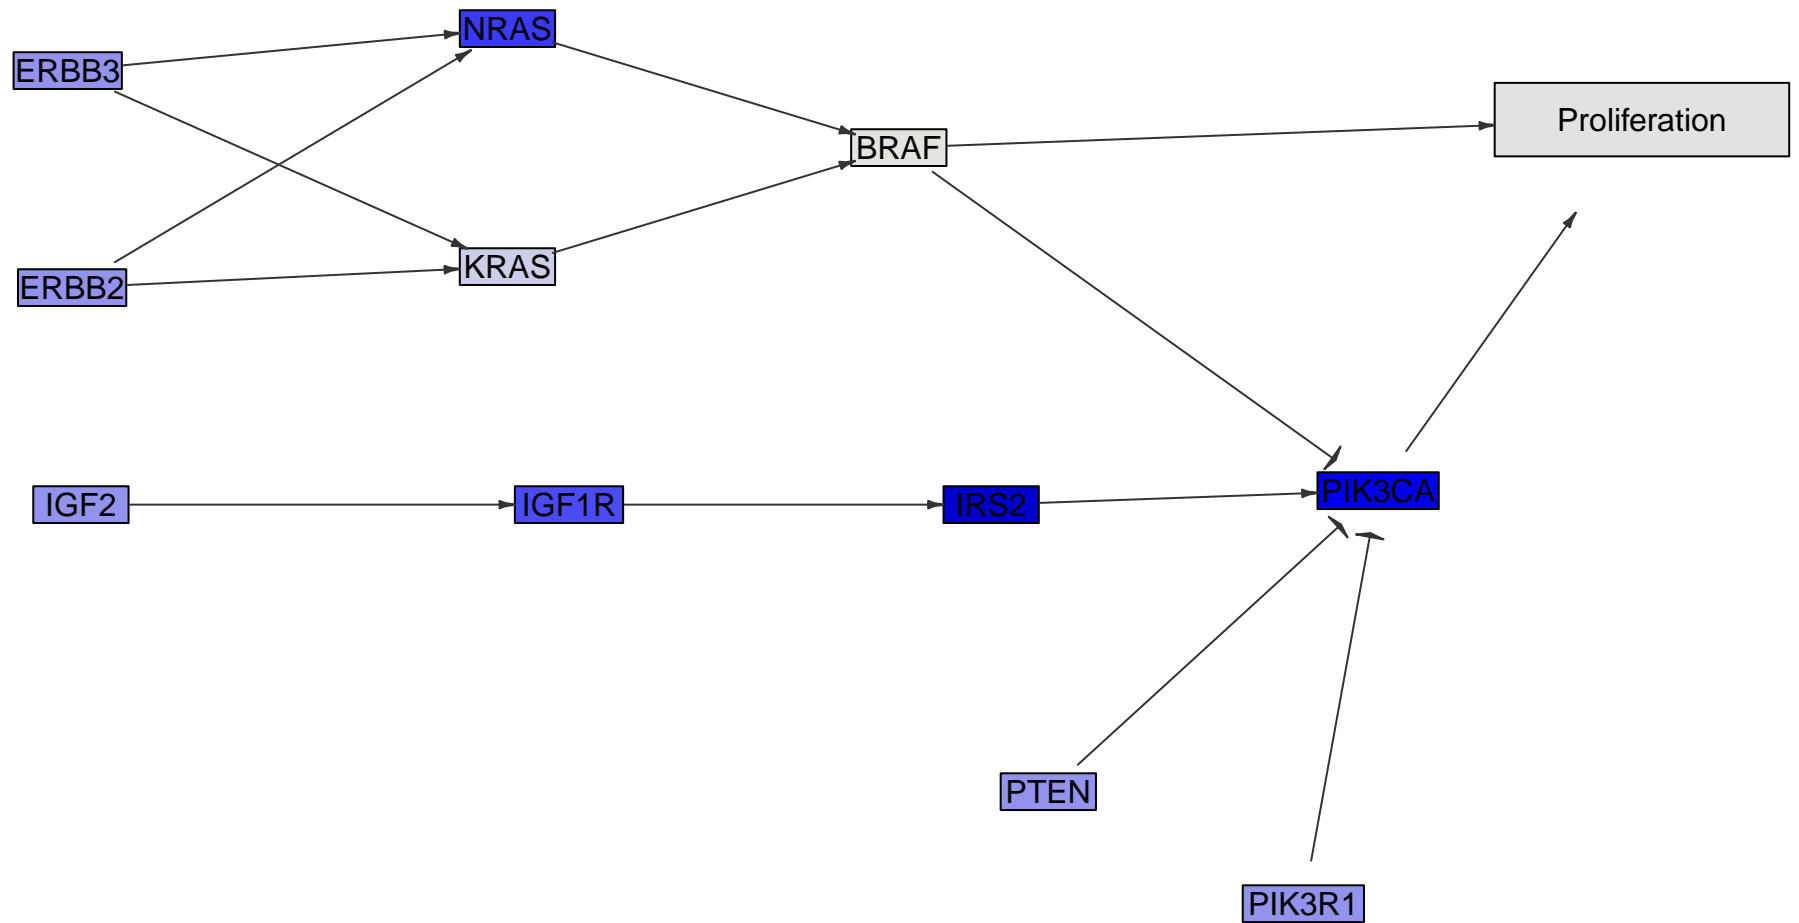 NRAS
ERBB3
Proliferation
BRAF
KRAS
ERBB2
IGF2
IGF1R
IRS2
PIK3CA
PTEN
PIK3R1